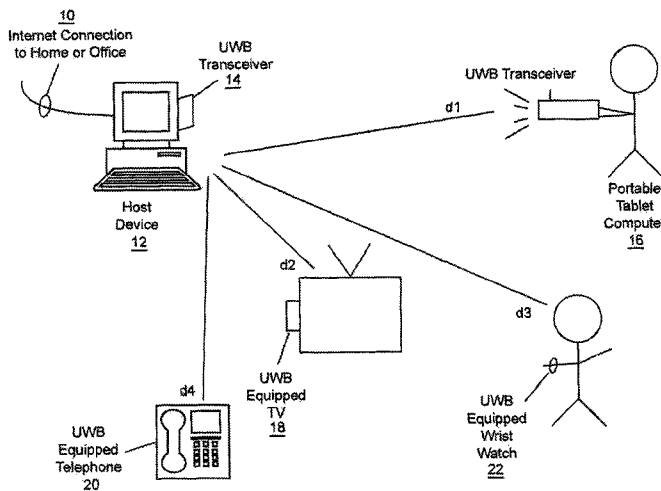 10
Internet Connection
to Home or Office
UWB
Transceiver
14
Host
Device
12
d1
UWB Transceiver
Portable
Tablet
Compute
16
d2
UWB
Equipped
TV
18
d3
UWB
Equipped
Wrist
Watch
22
d4
UWB
Equipped
Telephone
20